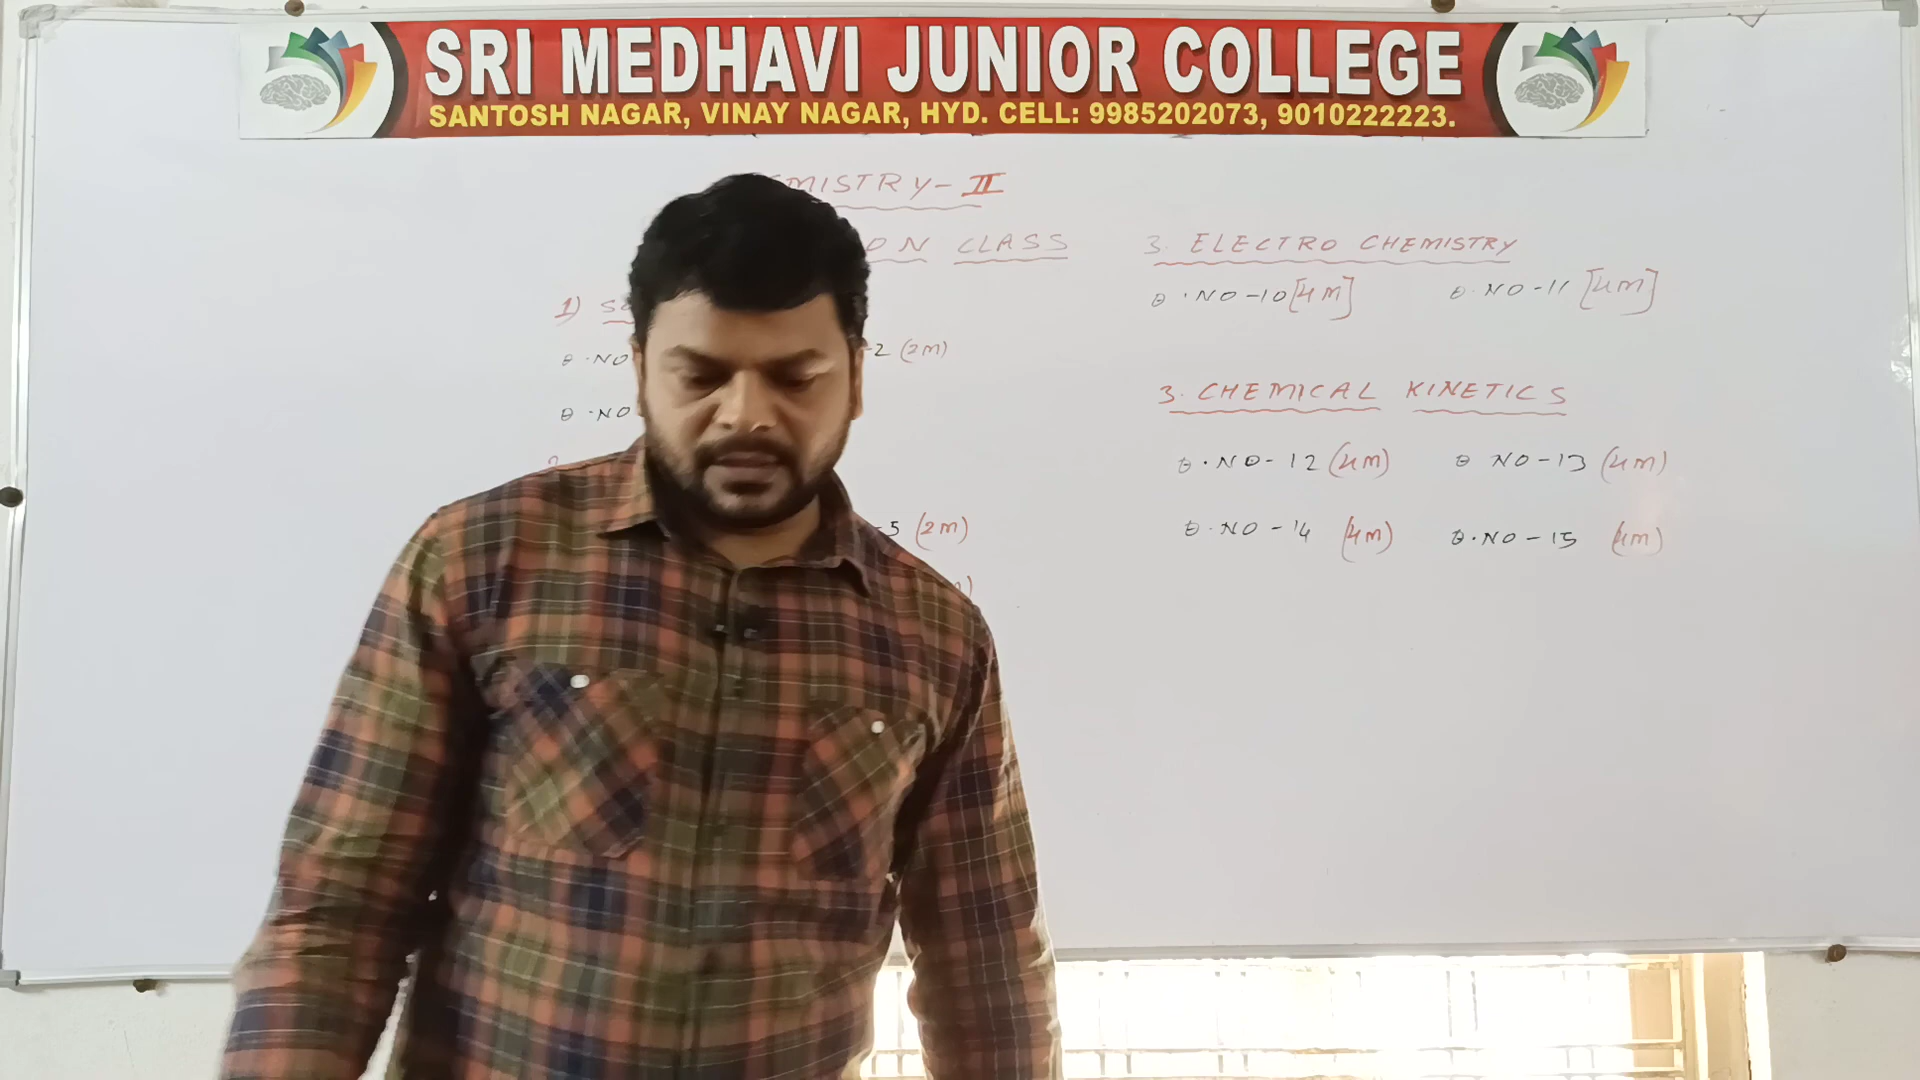 SRI MEDHAVI JUNIOR COLLEGE
SANTOSH NAGAR, VINAY NAGAR, HYD. CELL: 9985202073, 9010222223.
MISTRY-II
ON CLASS
1) S
θ·NO -2 (2M)
θ·NO
-5 (2M)
3. ELECTRO CHEMISTRY
θ·NO-10 [4M] θ·NO-11 [4M]
3. CHEMICAL KINETICS
θ·NO-12 (4M) θ NO-13 (4M)
θ·NO-14 (4M) θ·NO-15 (4M)